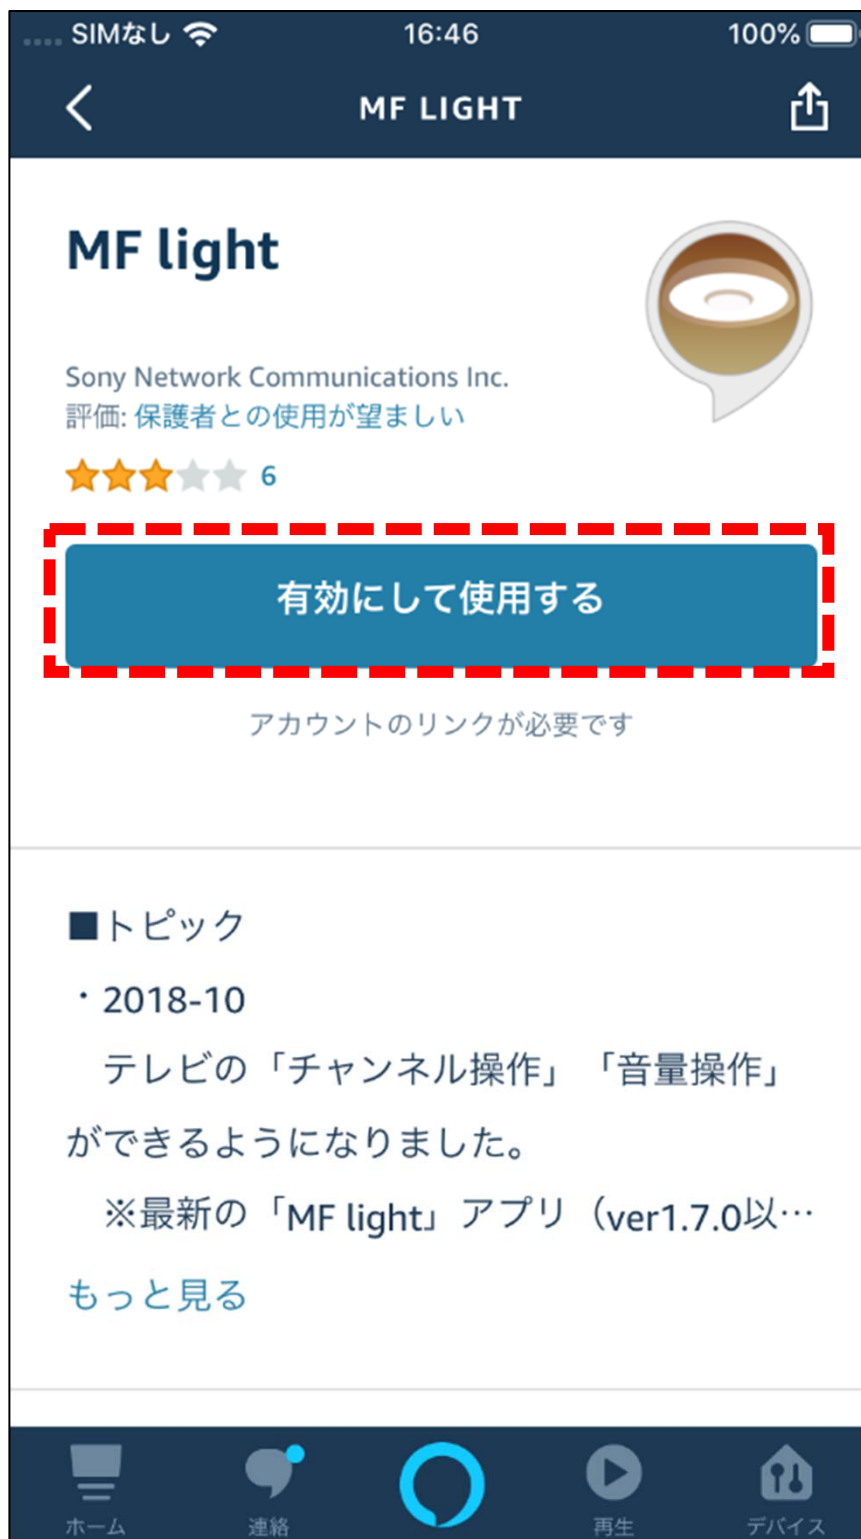 SIMなし 16:46 100%
MF LIGHT
MF light
Sony Network Communications Inc.
評価: 保護者との使用が望ましい
6
有効にして使用する
アカウントのリンクが必要です
■トピック
・2018-10
テレビの「チャンネル操作」「音量操作」
ができるようになりました。
※最新の「MF light」アプリ（ver1.7.0以…
もっと見る
ホーム 連絡 再生 デバイス